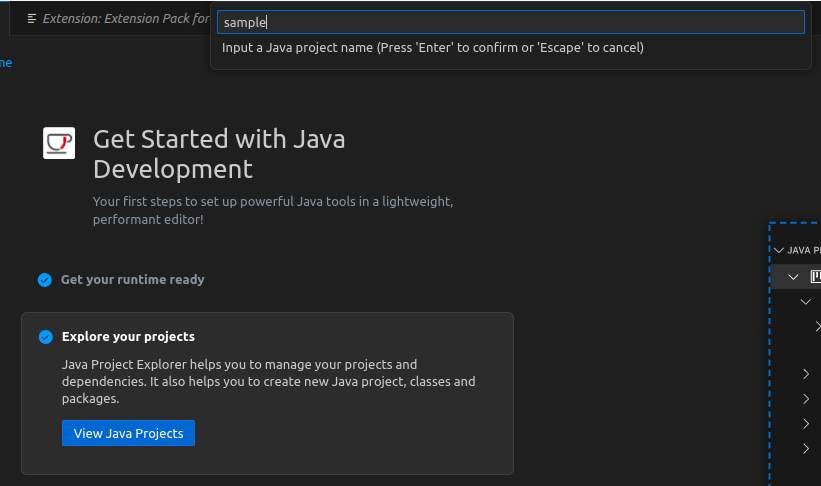 Extension: Extension Pack for
sample
Input a Java project name (Press 'Enter' to confirm or 'Escape' to cancel)
me
Get Started with Java
Development
Your first steps to set up powerful Java tools in a lightweight,
performant editor!
Get your runtime ready
JAVA P
Explore your projects
Java Project Explorer helps you to manage your projects and
dependencies. It also helps you to create new Java project, classes and
packages.
View Java Projects